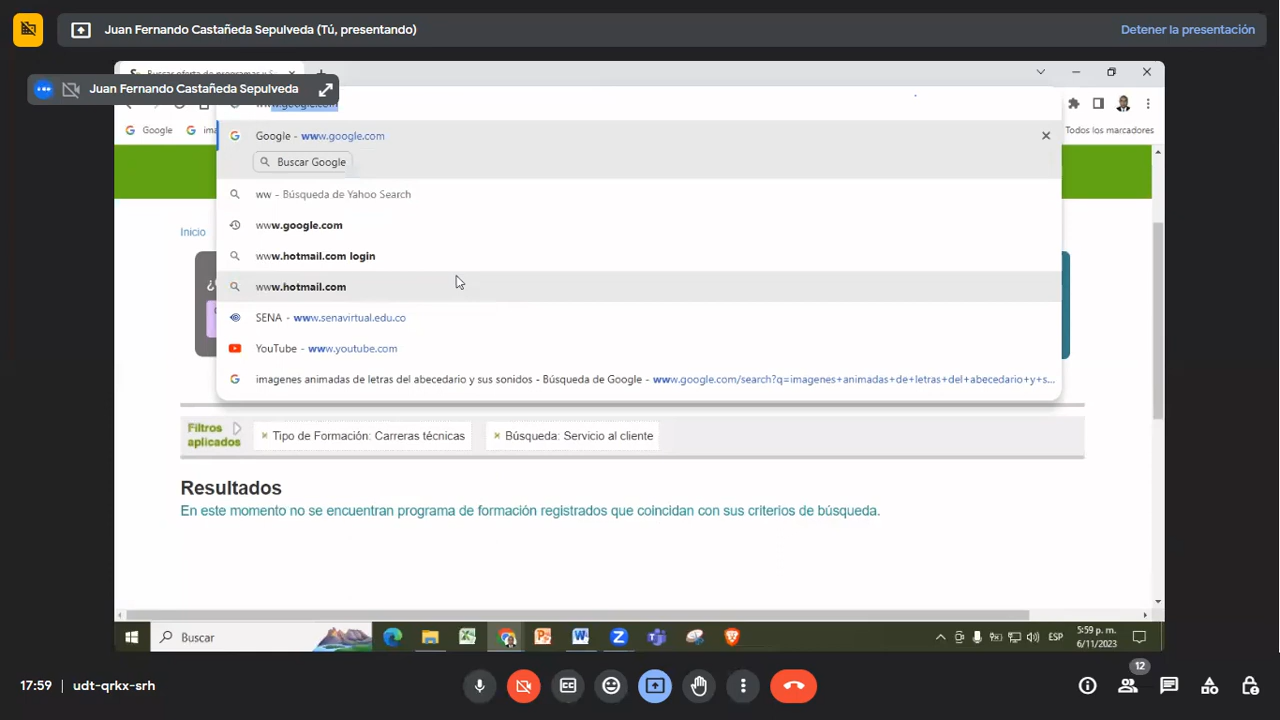 Juan Fernando Castañeda Sepulveda (Tú, presentando)
Detener la presentación
Juan Fernando Castañeda Sepulveda
www.google.com
Google
Todos los marcadores
Google - www.google.com
Buscar Google
ww - Búsqueda de Yahoo Search
www.google.com
www.hotmail.com login
www.hotmail.com
SENA - www.senavirtual.edu.co
YouTube - www.youtube.com
imagenes animadas de letras del abecedario y sus sonidos - Búsqueda de Google - www.google.com/search?q=imagenes+animadas+de+letras+del+abecedario+y+s...
Inicio
Filtros aplicados
× Tipo de Formación: Carreras técnicas
× Búsqueda: Servicio al cliente
Resultados
En este momento no se encuentran programa de formación registrados que coincidan con sus criterios de búsqueda.
Buscar
ESP
5:59 p. m.
6/11/2023
17:59 | udt-qrkx-srh
12